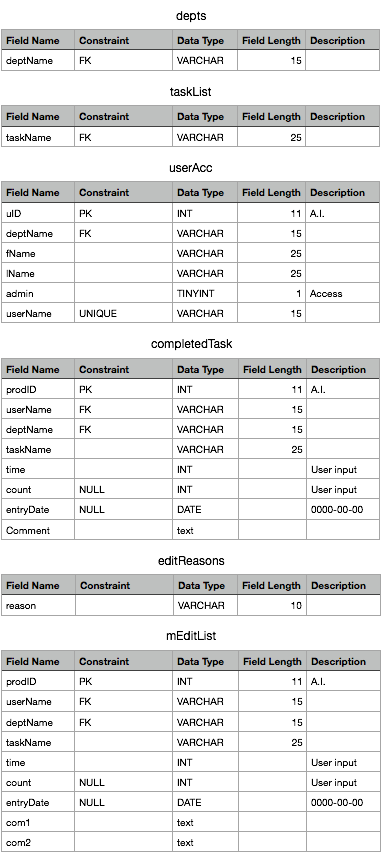 depts
Field Name Constraint Data Type Field Length Description
deptName FK VARCHAR 15
taskList
Field Name Constraint Data Type Field Length Description
taskName FK VARCHAR 25
userAcc
Field Name Constraint Data Type Field Length Description
uID PK INT 11 A.I.
deptName FK VARCHAR 15
fName VARCHAR 25
lName VARCHAR 25
admin TINYINT 1 Access
userName UNIQUE VARCHAR 15
completedTask
Field Name Constraint Data Type Field Length Description
prodID PK INT 11 A.I.
userName FK VARCHAR 15
deptName FK VARCHAR 15
taskName VARCHAR 25
time INT User input
count NULL INT User input
entryDate NULL DATE 0000-00-00
Comment text
editReasons
Field Name Constraint Data Type Field Length Description
reason VARCHAR 10
mEditList
Field Name Constraint Data Type Field Length Description
prodID PK INT 11 A.I.
userName FK VARCHAR 15
deptName FK VARCHAR 15
taskName VARCHAR 25
time INT User input
count NULL INT User input
entryDate NULL DATE 0000-00-00
com1 text
com2 text